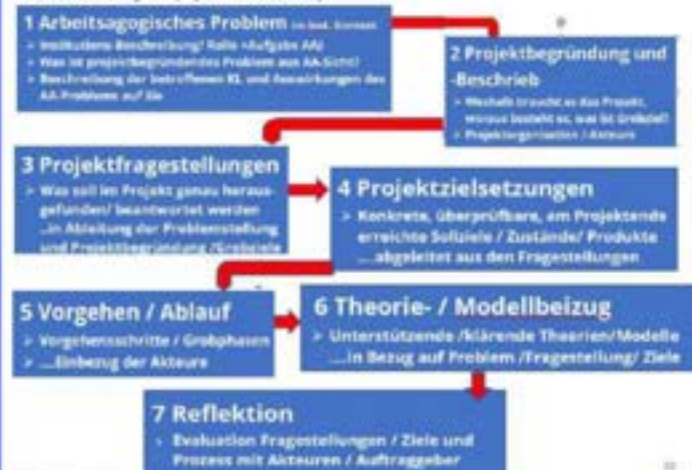 1 Arbeitsagogisches Problem
> Institutions-Beschreibung/ Rolle +Aufgabe AA/
> Was ist projektbegründendes Problem aus AA-Sicht?
> Beschreibung der betroffenen KL und Auswirkungen des
AA-Problems auf sie
2 Projektbegründung und
-Beschrieb
> Weshalb braucht es das Projekt,
woraus besteht es, was ist Grobziel?
> Projektorganisation / Akteure
3 Projektfragestellungen
> Was soll im Projekt genau heraus-
gefunden/ beantwortet werden
...in Ableitung der Problemstellung
und Projektbegründung /Grobziele
4 Projektzielsetzungen
> Konkrete, überprüfbare, am Projektende
erreichte Sollziele / Zustände/ Produkte
....abgeleitet aus den Fragestellungen
5 Vorgehen / Ablauf
> Vorgehensschritte / Grobphasen
> ....Einbezug der Akteure
6 Theorie- / Modellbeizug
> Unterstützende /klärende Theorien/Modelle
....in Bezug auf Problem /Fragestellung/ Ziele
7 Reflektion
> Evaluation Fragestellungen / Ziele und
Prozess mit Akteuren / Auftraggeber